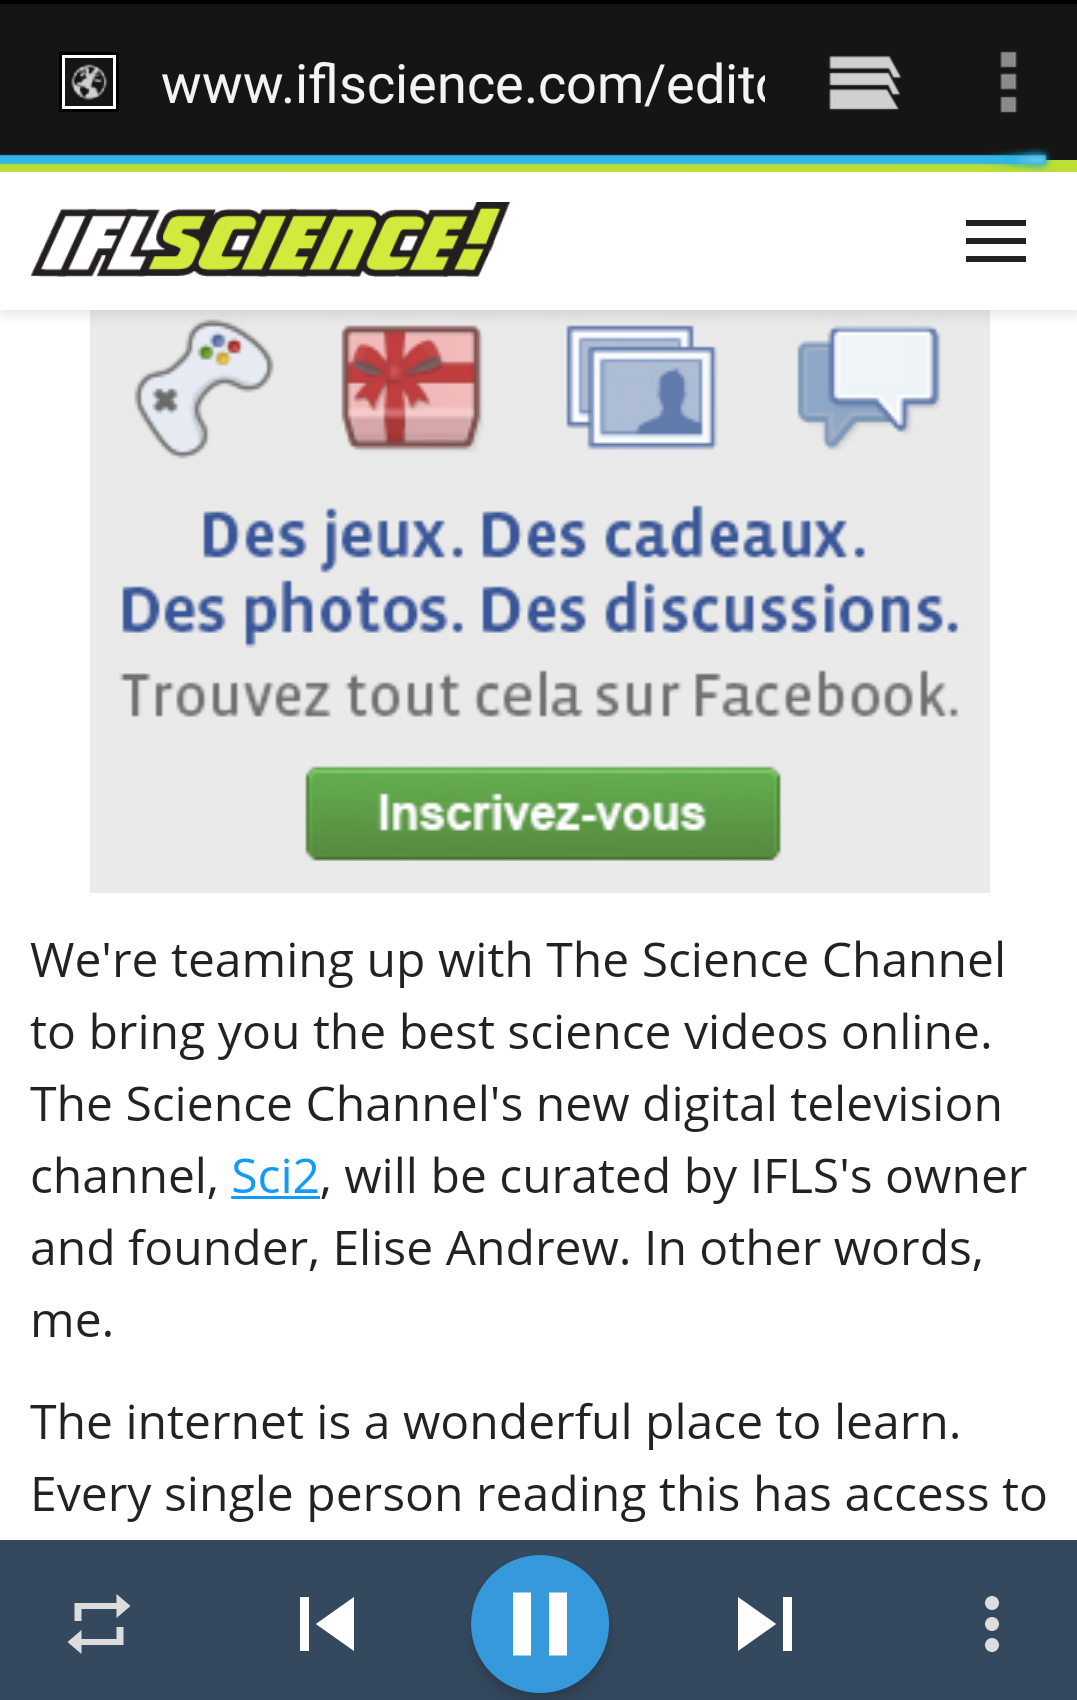 www.iflscience.com/edit
IFLSCIENCE!
Des jeux. Des cadeaux.
Des photos. Des discussions.
Trouvez tout cela sur Facebook.
Inscrivez-vous
We're teaming up with The Science Channel
to bring you the best science videos online.
The Science Channel's new digital television
channel, Sci2, will be curated by IFLS's owner
and founder, Elise Andrew. In other words,
me.
The internet is a wonderful place to learn.
Every single person reading this has access to